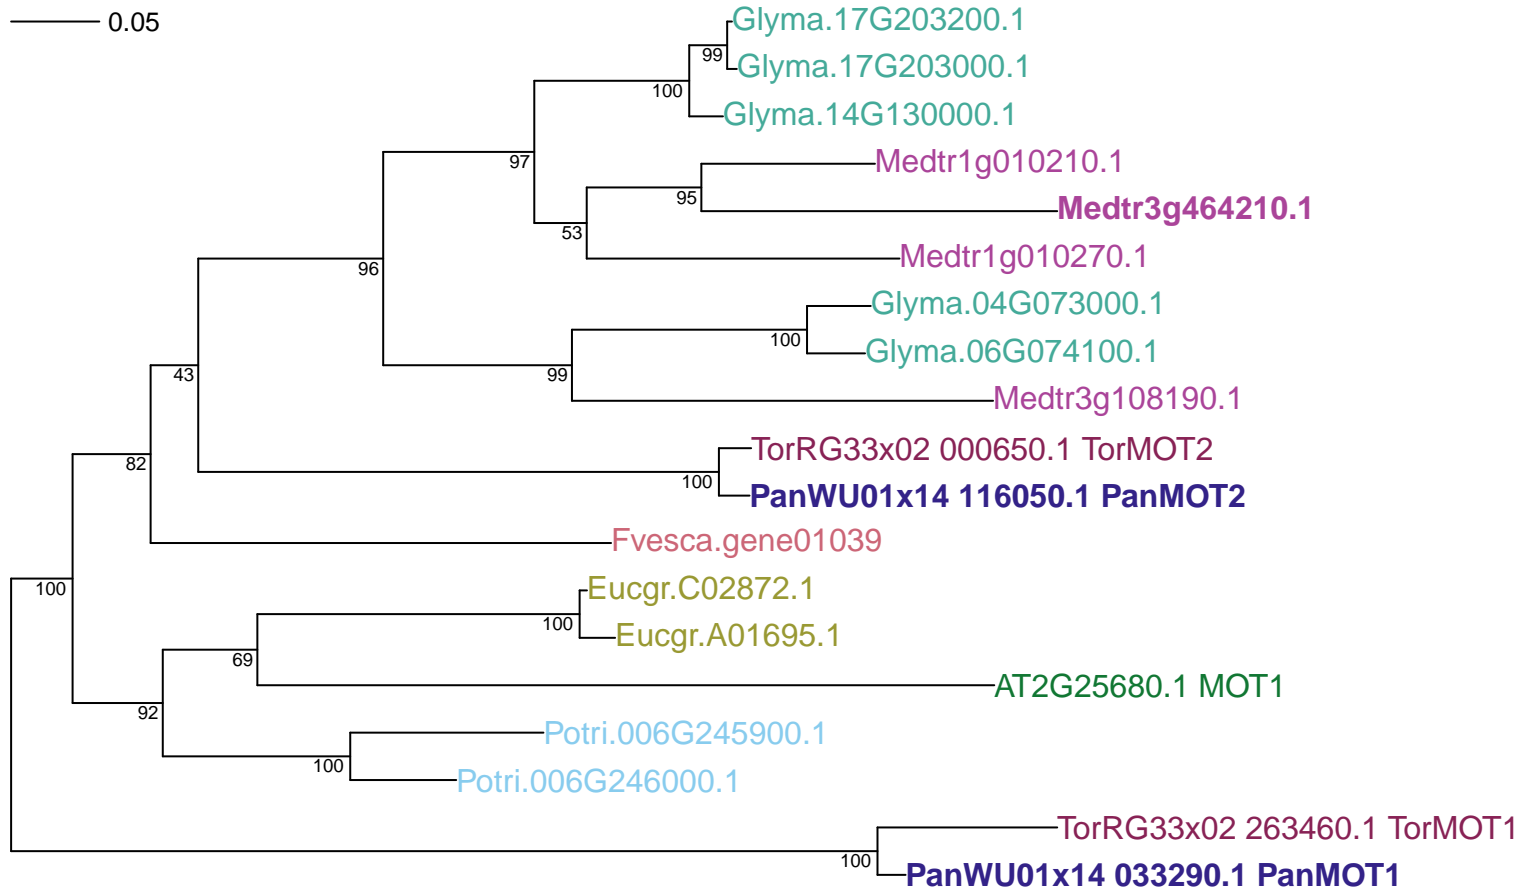 0.05
Glyma.17G203200.1
99
Glyma.17G203000.1
100
Glyma.14G130000.1
97
Medtr1g010210.1
95
Medtr3g464210.1
53
Medtr1g010270.1
96
Glyma.04G073000.1
100
Glyma.06G074100.1
43
99
Medtr3g108190.1
TorRG33x02 000650.1 TorMOT2
82
100
PanWU01x14 116050.1 PanMOT2
Fvesca.gene01039
100
Eucgr.C02872.1
100
Eucgr.A01695.1
69
AT2G25680.1 MOT1
92
Potri.006G245900.1
100
Potri.006G246000.1
TorRG33x02 263460.1 TorMOT1
100
PanWU01x14 033290.1 PanMOT1